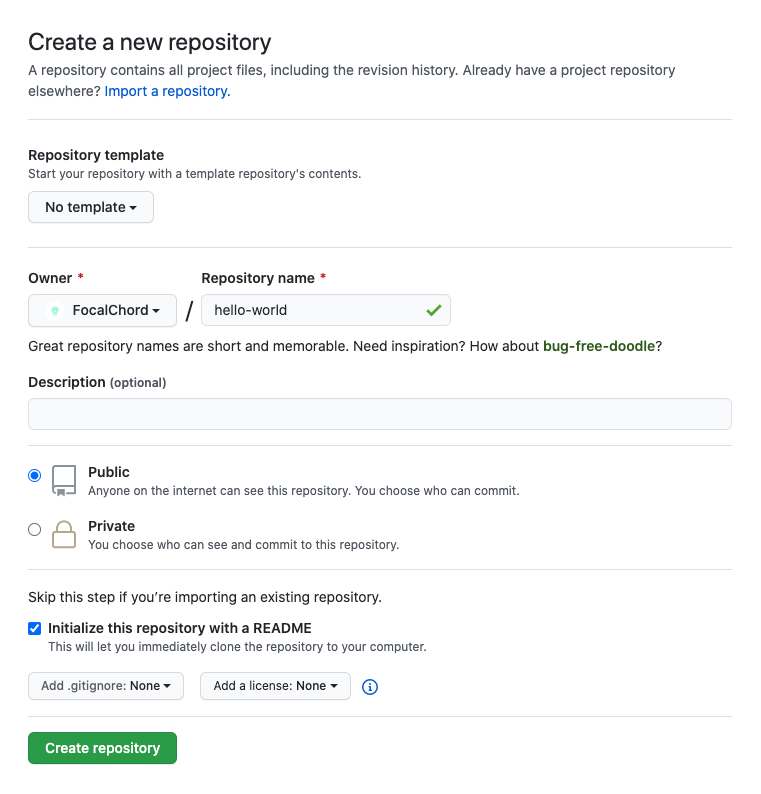 Create a new repository
A repository contains all project files, including the revision history. Already have a project repository
elsewhere? Import a repository.
Repository template
Start your repository with a template repository's contents.
No template
Owner * Repository name *
FocalChord / hello-world
Great repository names are short and memorable. Need inspiration? How about bug-free-doodle?
Description (optional)
Public
Anyone on the internet can see this repository. You choose who can commit.
Private
You choose who can see and commit to this repository.
Skip this step if you’re importing an existing repository.
Initialize this repository with a README
This will let you immediately clone the repository to your computer.
Add .gitignore: None Add a license: None
Create repository